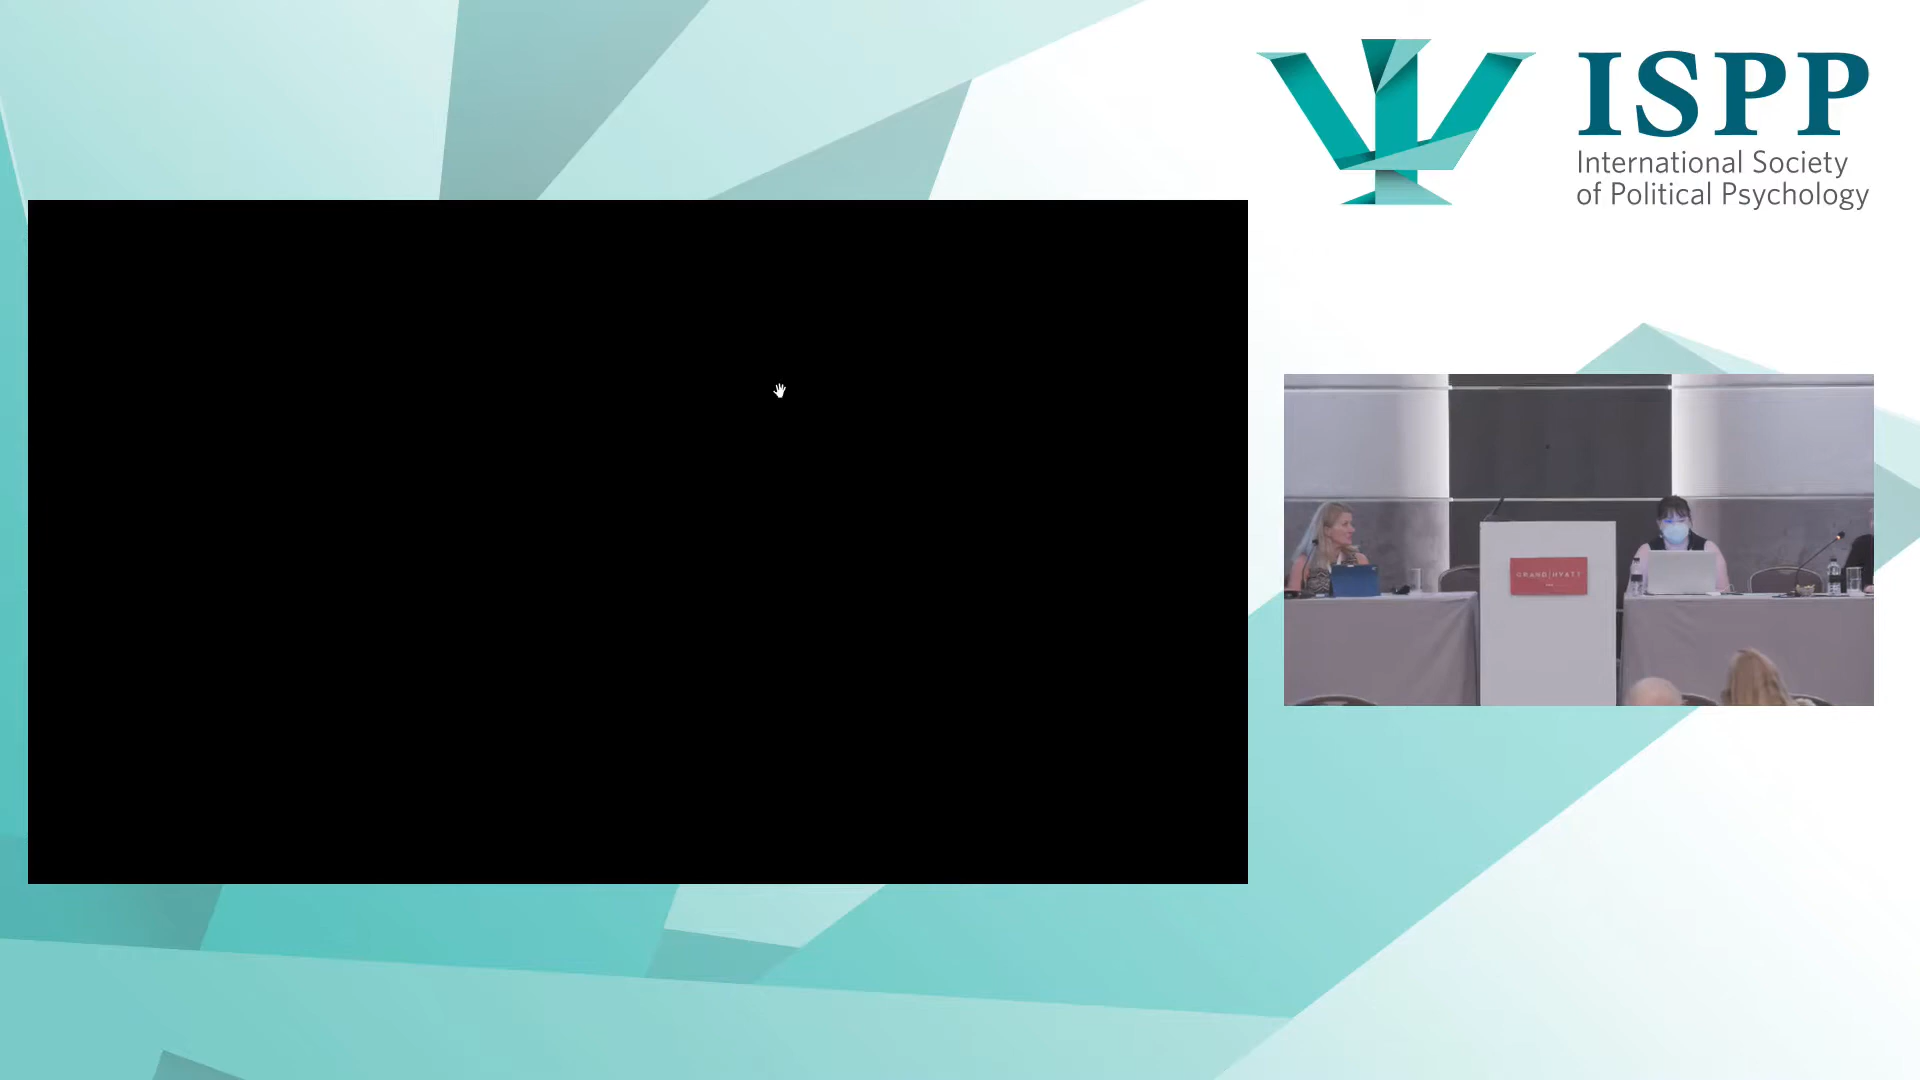 ISPP
International Society
of Political Psychology
GRAND|HYATT